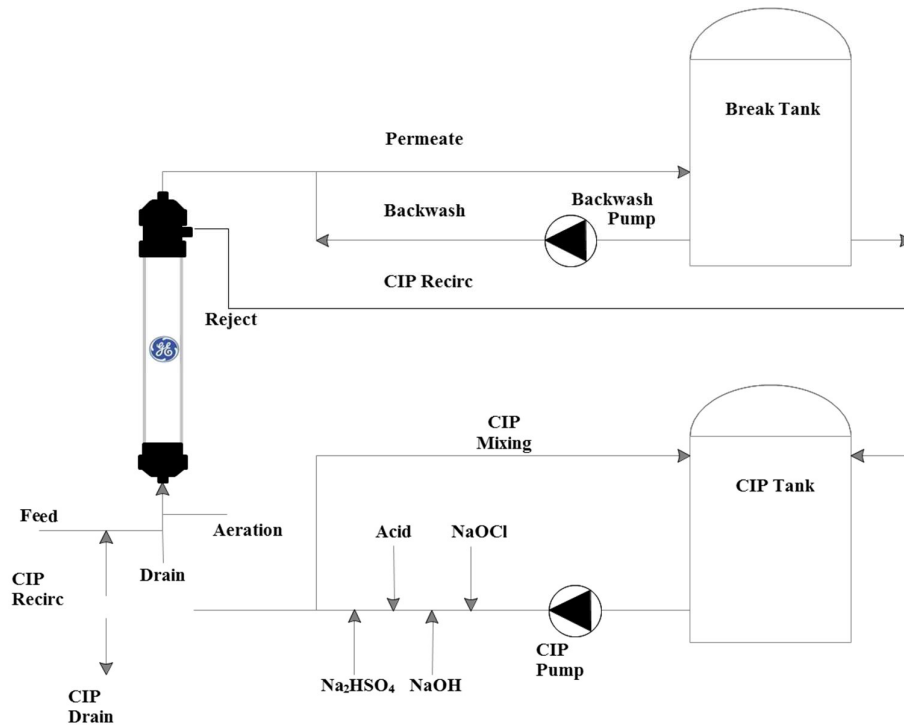 Break Tank
Permeate
Backwash
Backwash
Pump
CIP Recirc
Reject
GE
CIP
Mixing
CIP Tank
Feed
Aeration
Acid
NaOCl
Drain
CIP
Recirc
CIP
Pump
Na₂HSO₄
NaOH
CIP
Drain